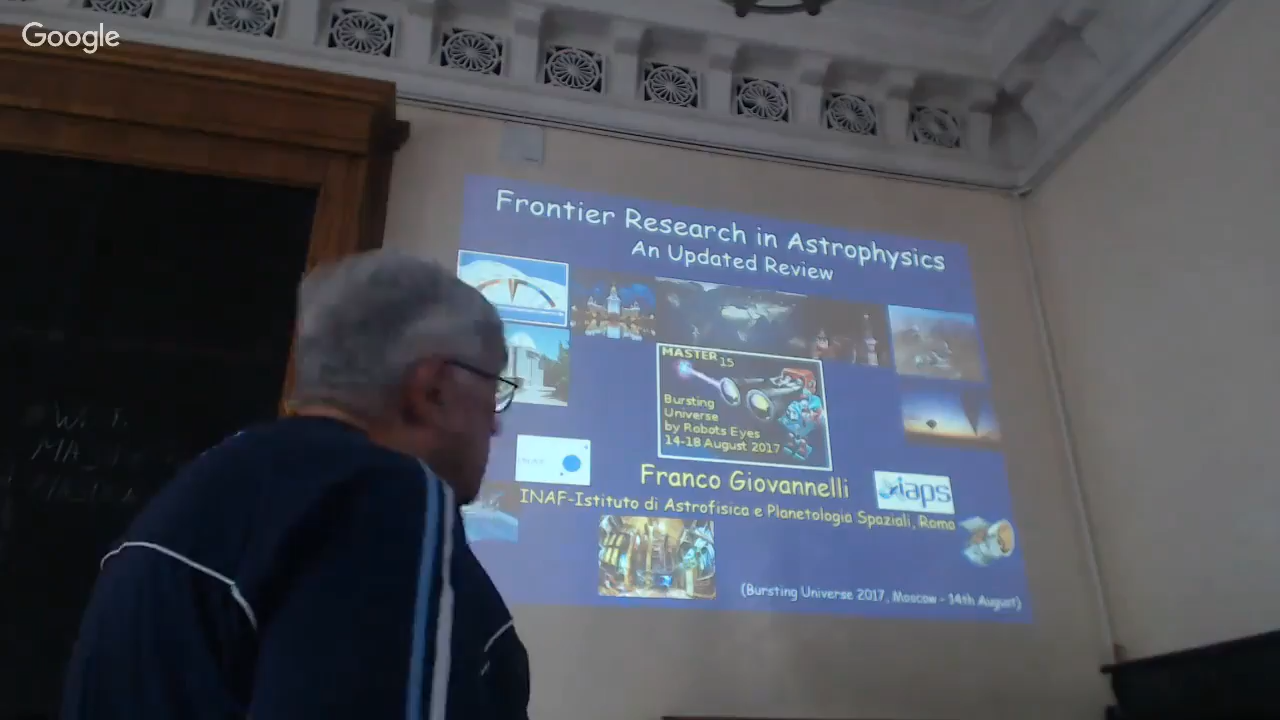 Google
Frontier Research in Astrophysics
An Updated Review
MASTER 15
Bursting
Universe
by Robots Eyes
14-18 August 2017
Franco Giovannelli
iaps
INAF-Istituto di Astrofisica e Planetologia Spaziali, Roma
(Bursting Universe 2017, Moscow - 14th August)